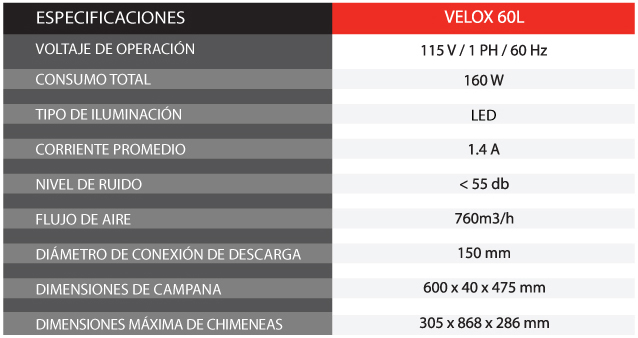 ESPECIFICACIONES VELOX 60L
VOLTAJE DE OPERACIÓN 115 V / 1 PH / 60 Hz
CONSUMO TOTAL 160 W
TIPO DE ILUMINACIÓN LED
CORRIENTE PROMEDIO 1.4 A
NIVEL DE RUIDO < 55 db
FLUJO DE AIRE 760m3/h
DIÁMETRO DE CONEXIÓN DE DESCARGA 150 mm
DIMENSIONES DE CAMPANA 600 x 40 x 475 mm
DIMENSIONES MÁXIMA DE CHIMENEAS 305 x 868 x 286 mm